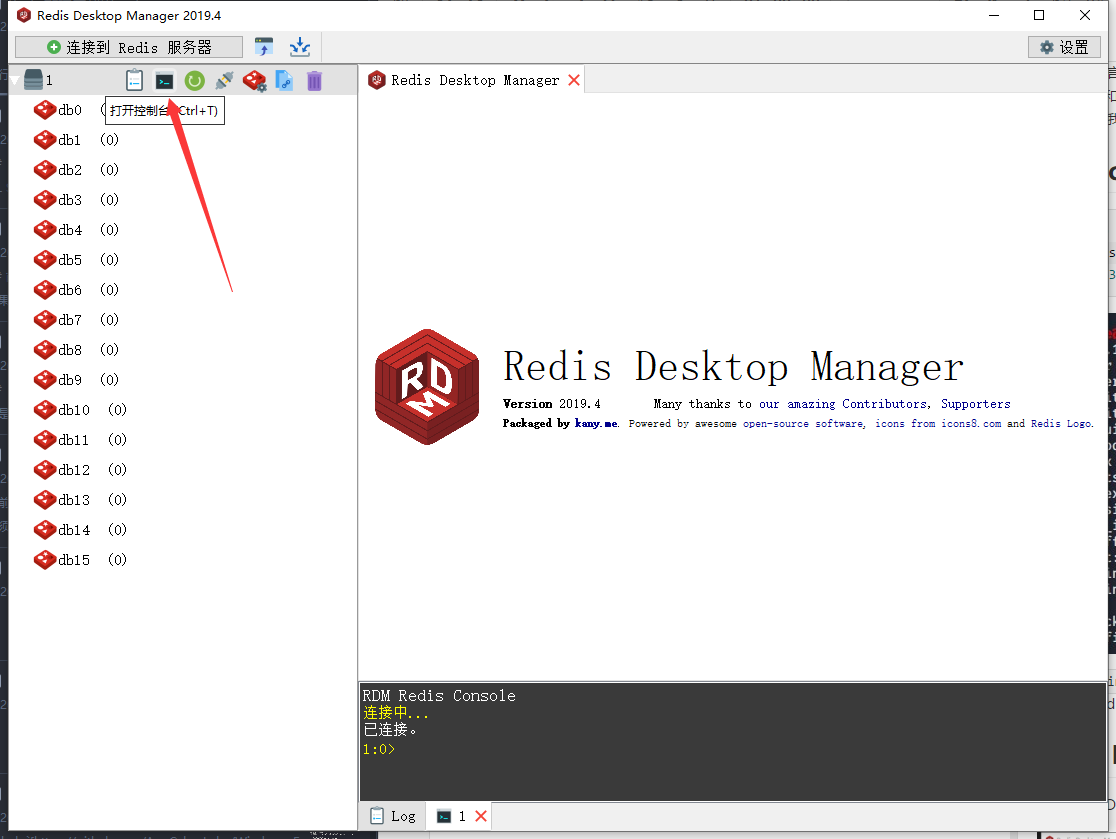 Redis Desktop Manager 2019.4
连接到 Redis 服务器
设置
1
Redis Desktop Manager
打开控制台 Ctrl+T)
db0 (
db1 (0)
db2 (0)
db3 (0)
db4 (0)
db5 (0)
db6 (0)
db7 (0)
db8 (0)
db9 (0)
db10 (0)
db11 (0)
db12 (0)
db13 (0)
db14 (0)
db15 (0)
RDM
Redis Desktop Manager
Version 2019.4 Many thanks to our amazing Contributors, Supporters
Packaged by kany.me. Powered by awesome open-source software, icons from icons8.com and Redis Logo.
RDM Redis Console
连接中...
已连接。
1:0>
Log
1